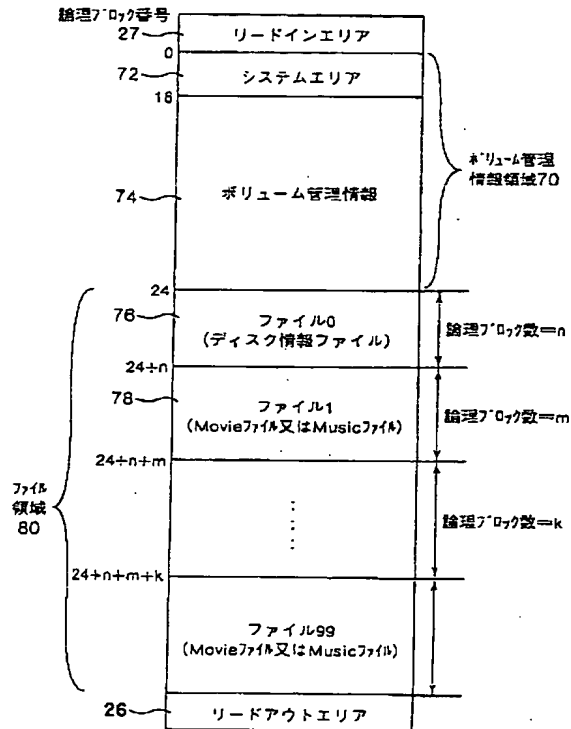 論理ブロック番号
27
リードインエリア
0
72
システムエリア
16
74
ボリューム管理情報
ボリューム管理
情報領域70
24
76
ファイル0
(ディスク情報ファイル)
論理ブロック数=n
24+n
78
ファイル1
(Movieファイル又はMusicファイル)
論理ブロック数=m
24+n+m
ファイル
領域
80
論理ブロック数=k
24+n+m+k
ファイル99
(Movieファイル又はMusicファイル)
26
リードアウトエリア